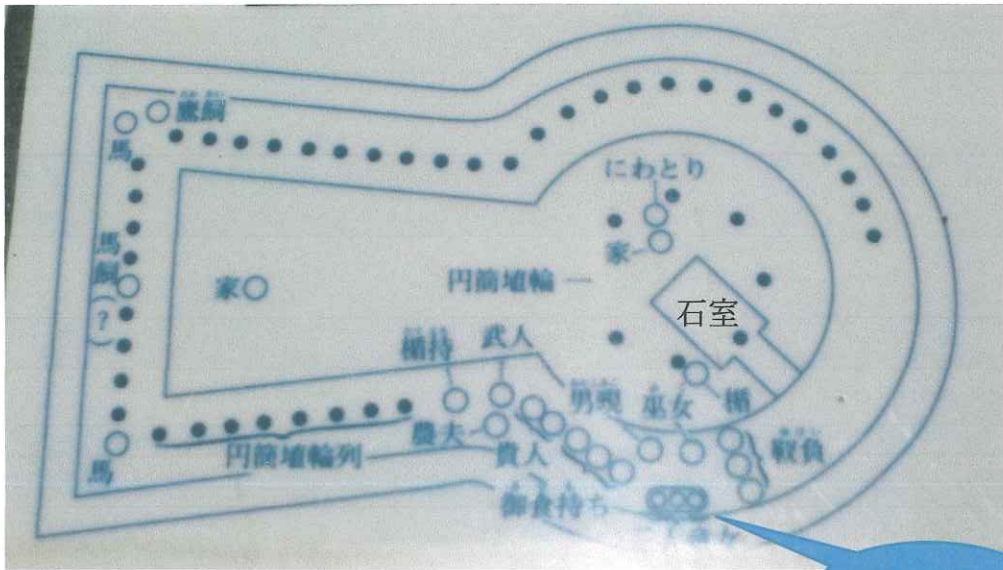 鷹飼
馬
にわとり
家
馬飼(?)
家
円筒埴輪
石室
楯持
武人
男覡
巫女
楯
農夫
貴人
靫負
円筒埴輪列
馬
御食持ち